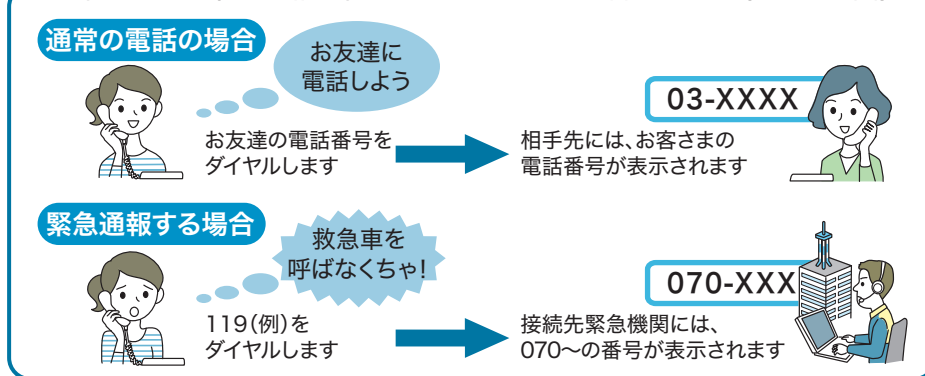 通常の電話の場合
お友達に
電話しよう
お友達の電話番号を
ダイヤルします
03-XXXX
相手先には、お客さまの
電話番号が表示されます
緊急通報する場合
救急車を
呼ばなくちゃ!
119(例)を
ダイヤルします
070-XXX
接続先緊急機関には、
070〜の番号が表示されます